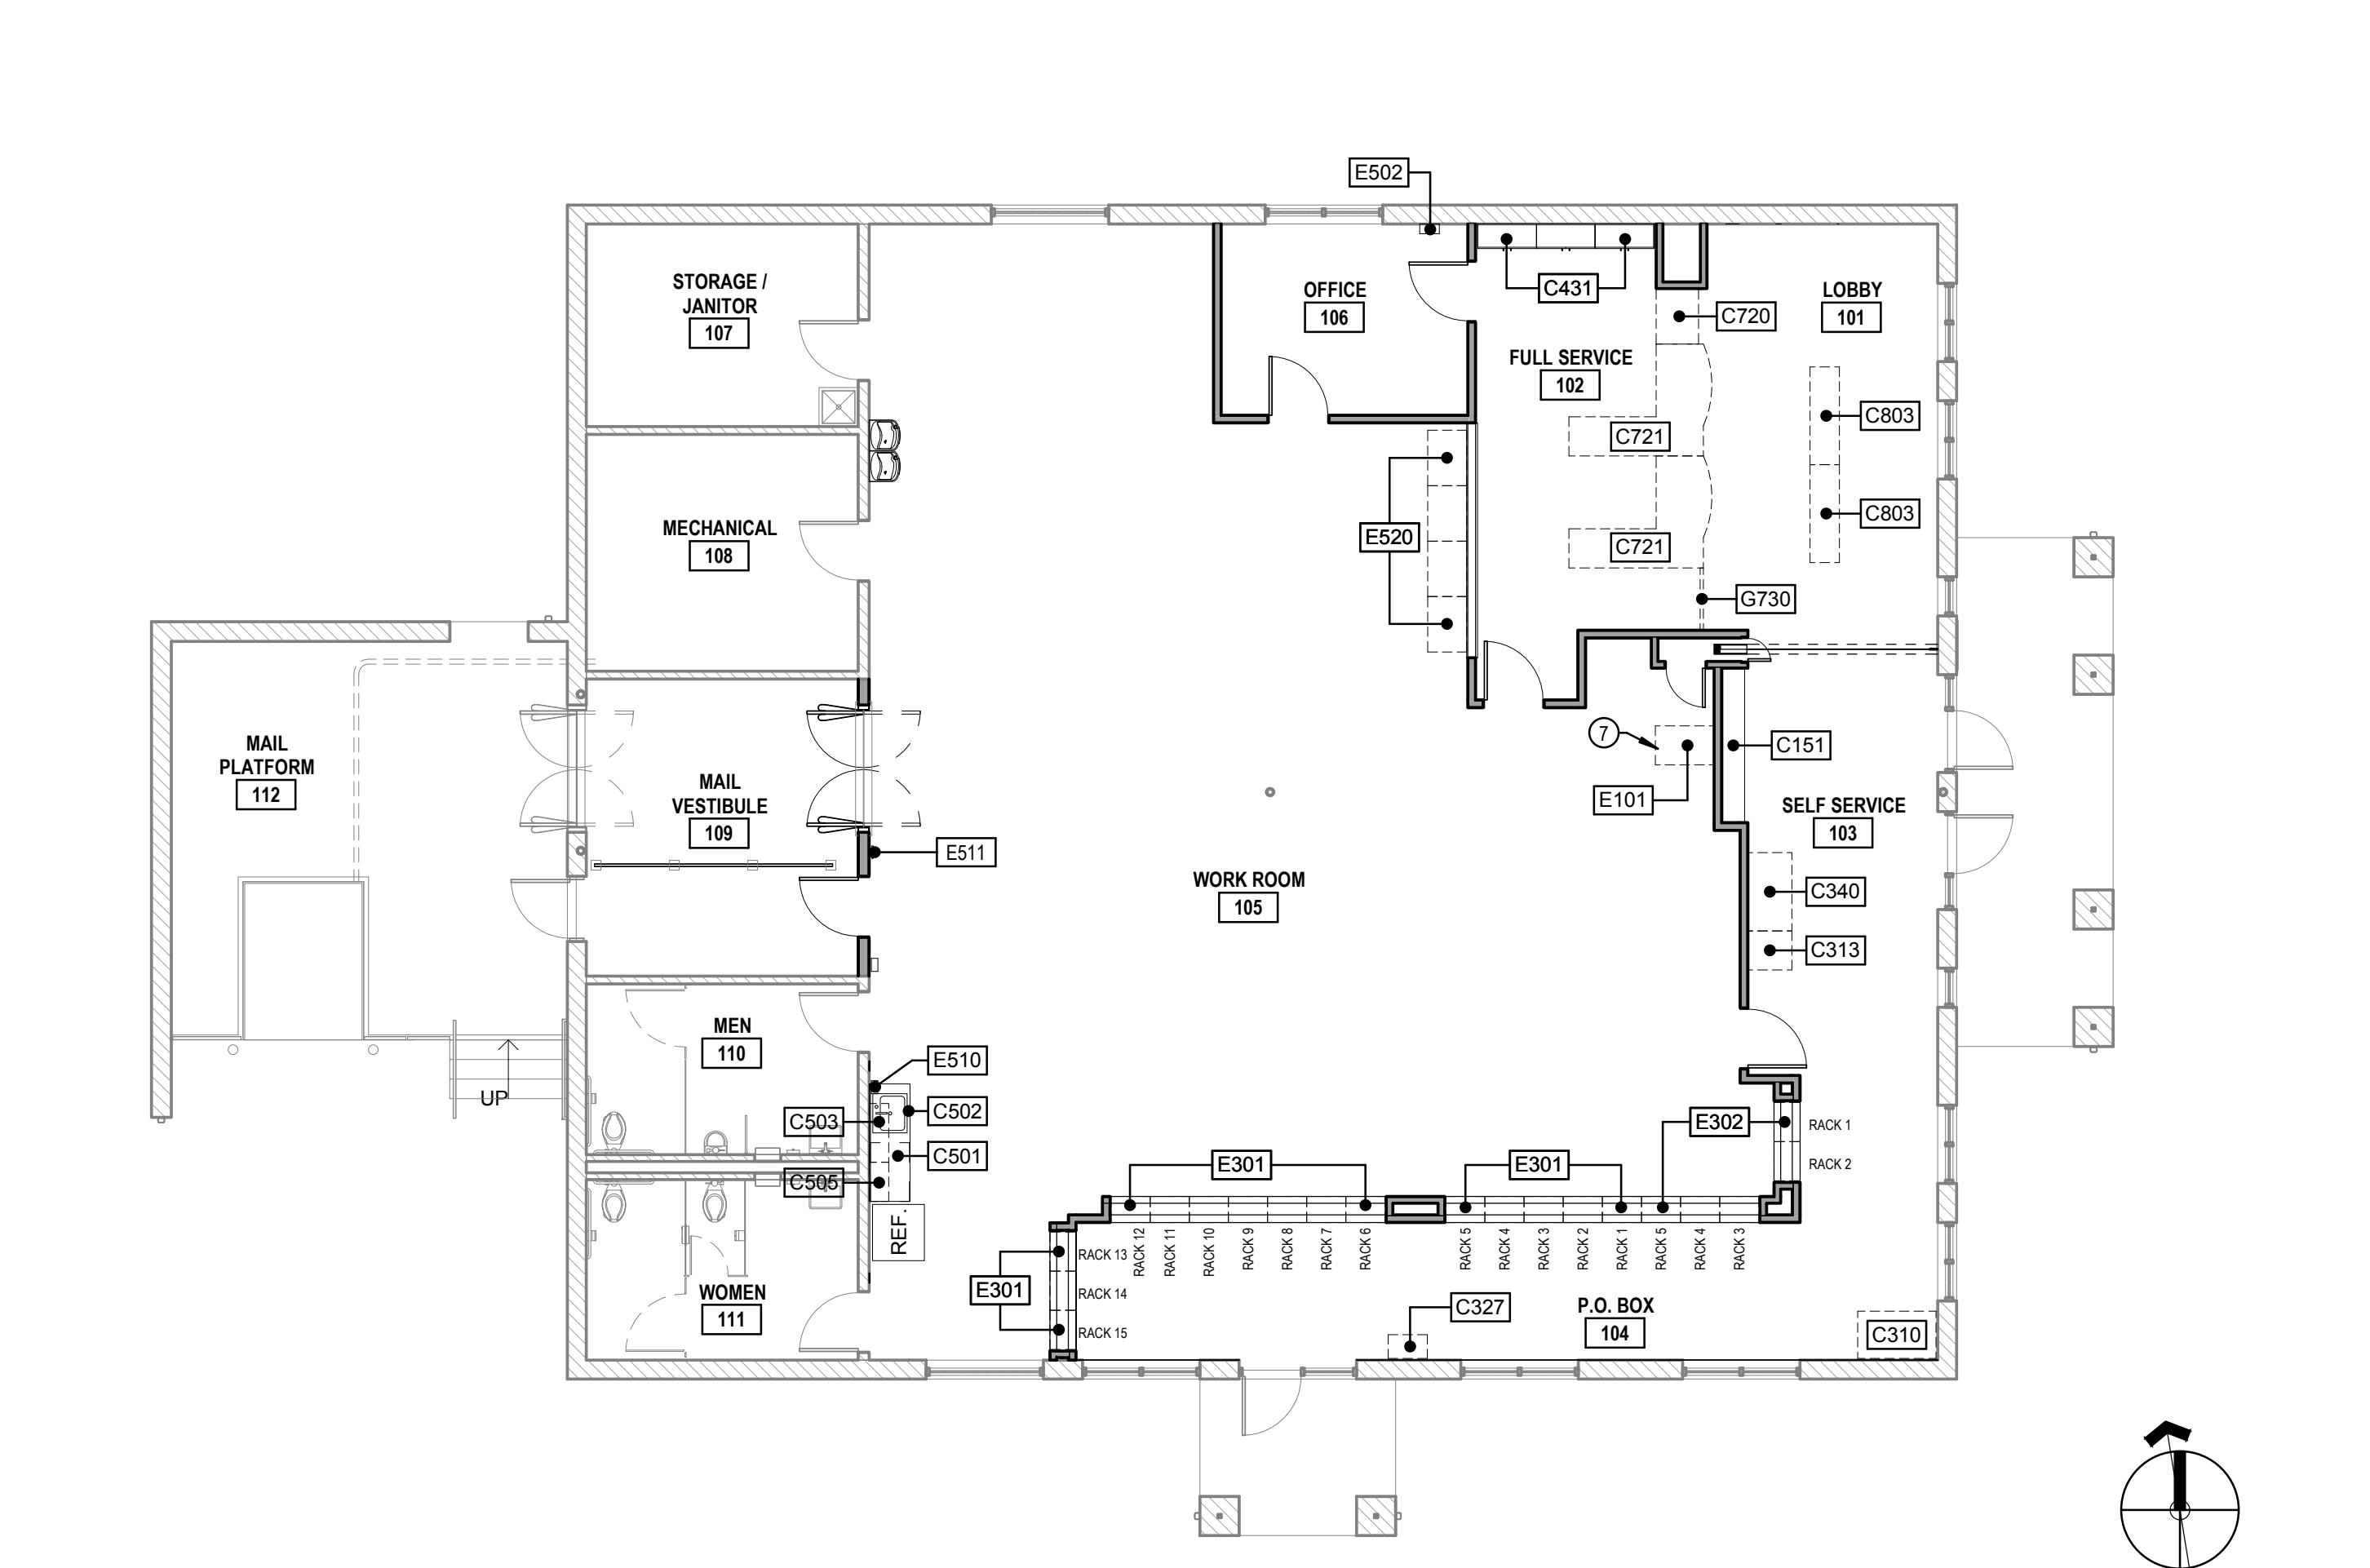 E502
STORAGE /
JANITOR
107
OFFICE
106
C431
LOBBY
101
C720
FULL SERVICE
102
C803
C721
MECHANICAL
108
C803
E520
C721
G730
7
MAIL
PLATFORM
112
C151
MAIL
VESTIBULE
109
E101
SELF SERVICE
103
E511
WORK ROOM
105
C340
C313
MEN
110
E510
UP
C503
C502
E302
RACK 1
C501
E301
E301
RACK 2
C505
REF.
RACK 12
RACK 11
RACK 10
RACK 9
RACK 8
RACK 7
RACK 6
RACK 5
RACK 4
RACK 3
RACK 2
RACK 1
RACK 5
RACK 4
RACK 3
RACK 13
E301
RACK 14
WOMEN
111
C327
P.O. BOX
104
RACK 15
C310